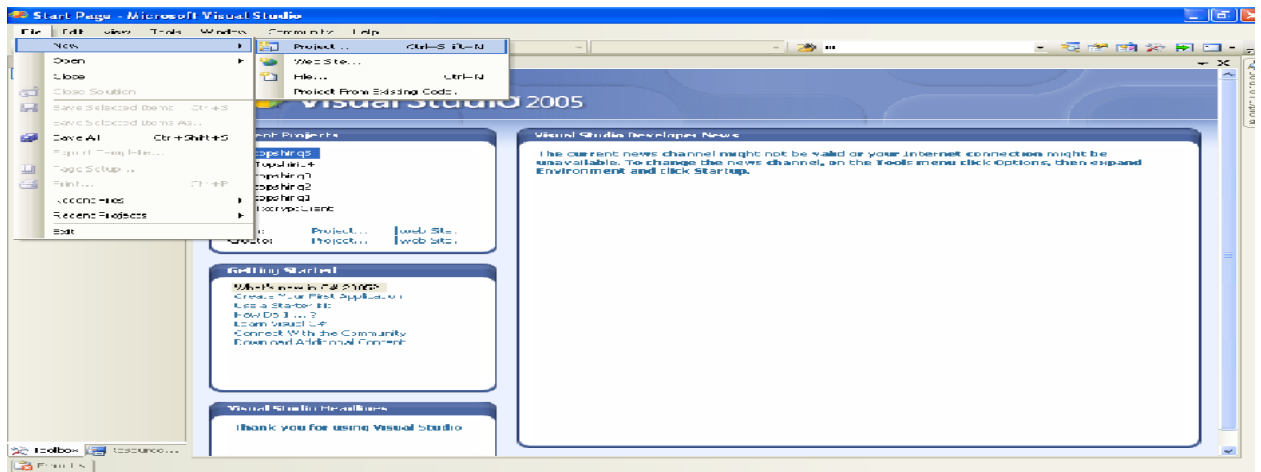 Start Page - Microsoft Visual Studio
File Edit View Tools Window Community Help
New
Open
Close
Close Solution
Save Selected Items Ctrl+S
Save Selected Items As...
Save All Ctrl+Shift+S
Export Template...
Page Setup...
Print... Ctrl+P
Recent Files
Recent Projects
Exit
Project... Ctrl+Shift+N
Web Site...
File... Ctrl+N
Project From Existing Code...
Visual Studio 2005
Project... Web Site...
Project... Web Site...
Getting Started
What's new in C# 2005?
Create Your First Application
Use a Starter Kit
How Do I ... ?
Learn Visual C#
Connect With the Community
Download Additional Content
Visual Studio Headlines
Thank you for using Visual Studio
Visual Studio Developer News
The current news channel might not be valid or your internet connection might be
unavailable. To change the news channel, on the Tools menu click Options, then expand
Environment and click Startup.
Toolbox